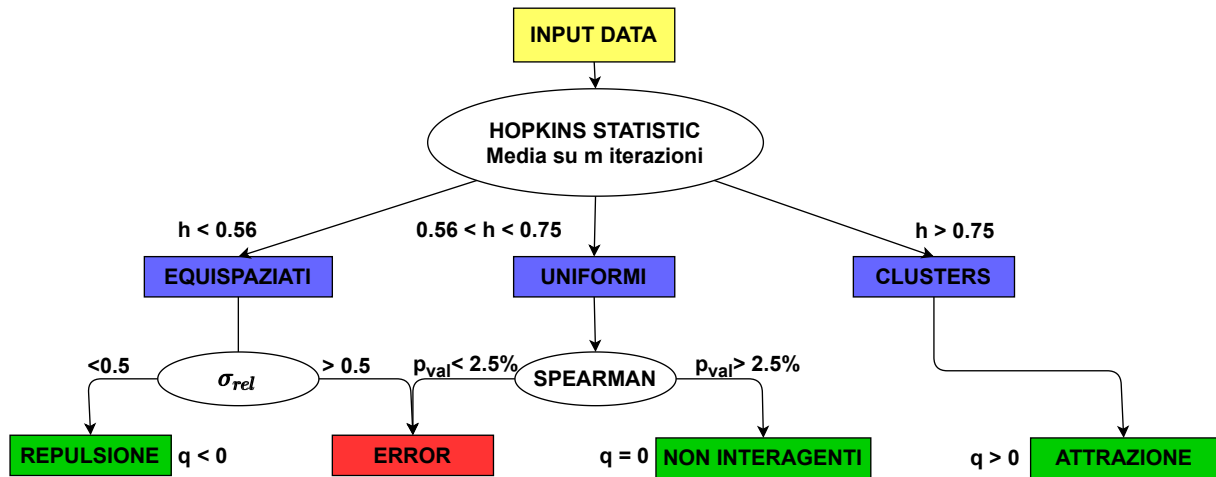 INPUT DATA
HOPKINS STATISTIC
Media su m iterazioni
h < 0.56
0.56 < h < 0.75
h > 0.75
EQUISPAZIATI
UNIFORMI
CLUSTERS
<0.5
σrel
> 0.5
pval< 2.5%
SPEARMAN
pval> 2.5%
REPULSIONE
q < 0
ERROR
q = 0
NON INTERAGENTI
q > 0
ATTRAZIONE